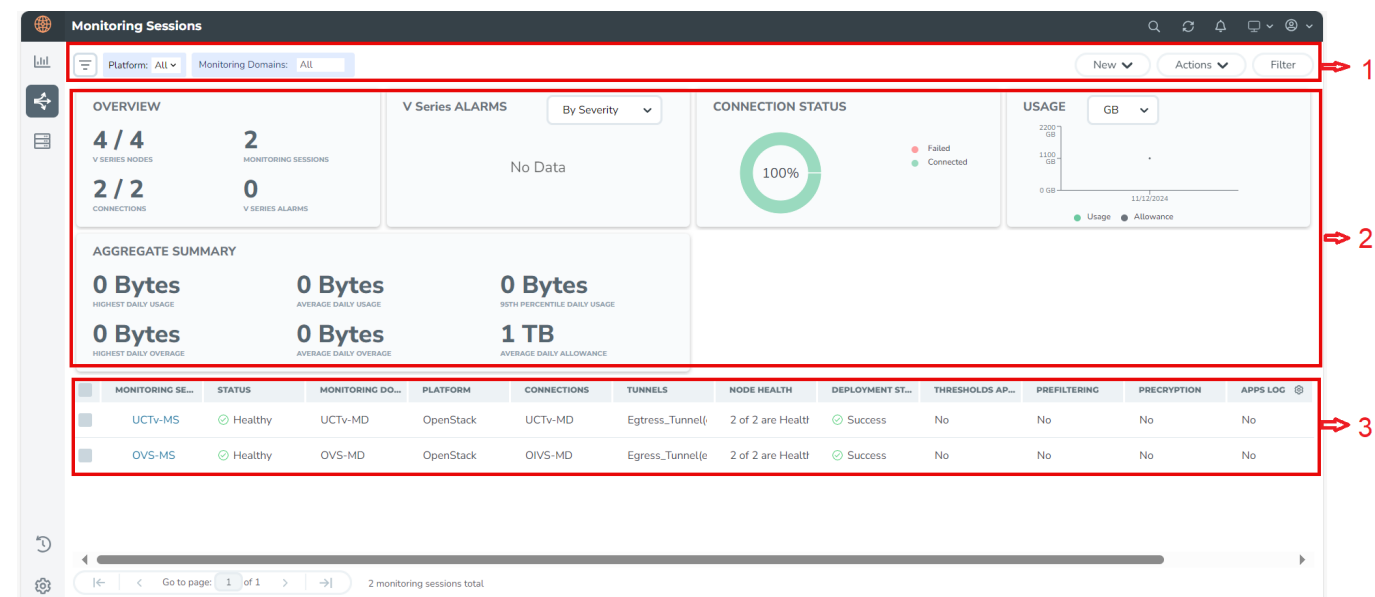 Monitoring Sessions
Platform: All Monitoring Domains: All New Actions Filter 1
OVERVIEW
4 / 4 2
V SERIES NODES MONITORING SESSIONS
2 / 2 0
CONNECTIONS V SERIES ALARMS
V Series ALARMS By Severity
No Data
CONNECTION STATUS
100%
Failed
Connected
USAGE GB
2200 GB
1100 GB
0 GB
11/12/2024
Usage Allowance
2
AGGREGATE SUMMARY
0 Bytes 0 Bytes 0 Bytes
HIGHEST DAILY USAGE AVERAGE DAILY USAGE 95TH PERCENTILE DAILY USAGE
0 Bytes 0 Bytes 1 TB
HIGHEST DAILY OVERAGE AVERAGE DAILY OVERAGE AVERAGE DAILY ALLOWANCE
MONITORING SE... STATUS MONITORING DO... PLATFORM CONNECTIONS TUNNELS NODE HEALTH DEPLOYMENT ST... THRESHOLDS AP... PREFILTERING PRECRYPTION APPS LOG
UCTv-MS Healthy UCTv-MD OpenStack UCTv-MD Egtress_Tunnel( 2 of 2 are Healt Success No No No No
3
OVS-MS Healthy OVS-MD OpenStack OIVS-MD Egress_Tunnel(e 2 of 2 are Healt Success No No No No
Go to page: 1 of 1 2 monitoring sessions total